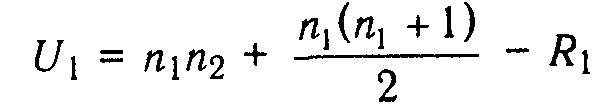 U₁ = n₁n₂ + n₁(n₁ + 1)/2 − R₁